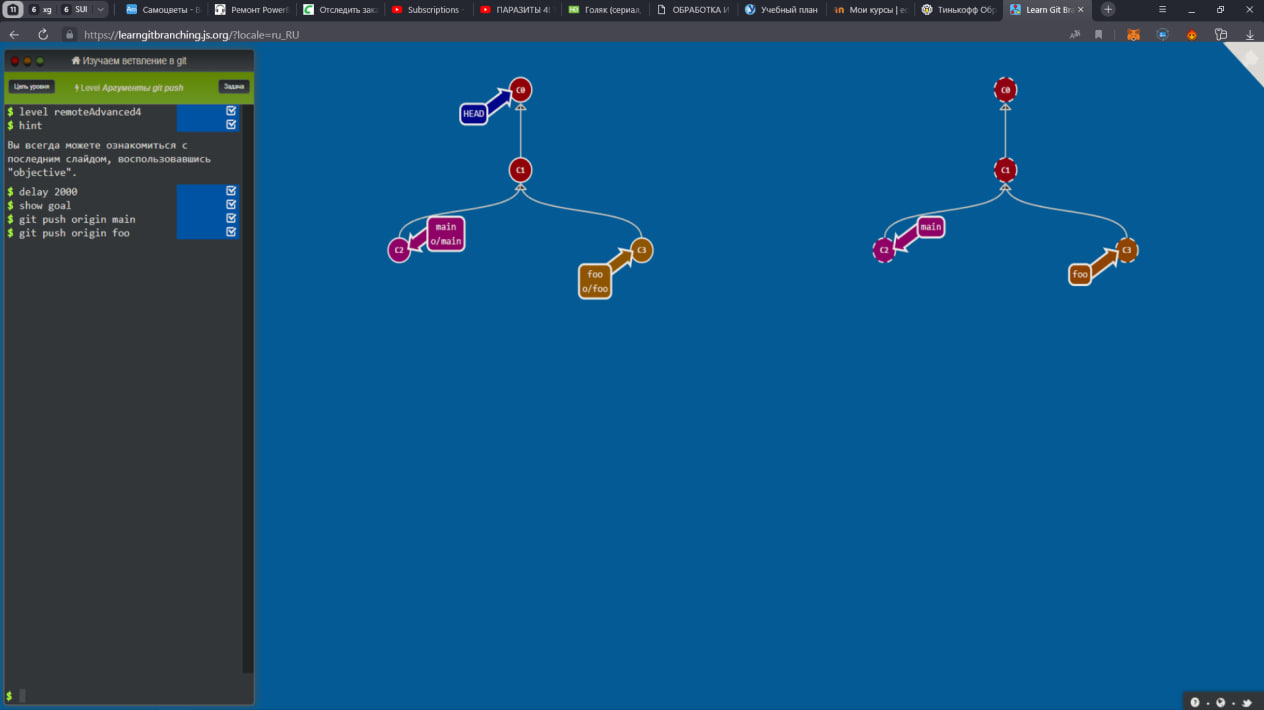 11
6 xg
6 SUI
Самоцветы - В
Ремонт PowerB
Отследить зака
Subscriptions -
ПАРАЗИТЫ 4
Голяк (сериал,
ОБРАБОТКА И
Учебный план
Мои курсы | ec
Тинькофф Обр
Learn Git Bra
https://learngitbranching.js.org/?locale=ru_RU
Изучаем ветвление в git
Цель уровня
Level Аргументы git push
Задача
$ level remoteAdvanced4
$ hint
Вы всегда можете ознакомиться с
последним слайдом, воспользовавшись
"objective".
$ delay 2000
$ show goal
$ git push origin main
$ git push origin foo
$
C0
HEAD
C1
main
o/main
C2
C3
foo
o/foo
C0
C1
main
C2
C3
foo